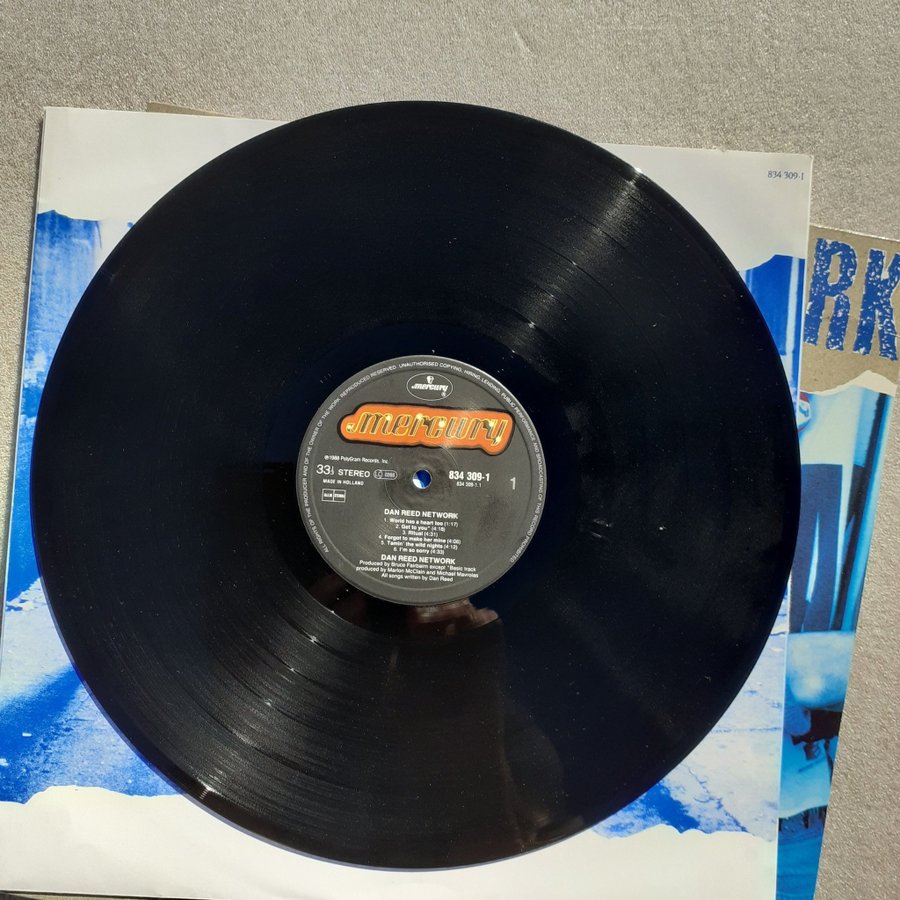 834 309-1
RK
ALL RIGHTS OF THE PRODUCER AND OF THE OWNER OF THE WORK REPRODUCED RESERVED. UNAUTHORISED COPYING, HIRING, LENDING, PUBLIC PERFORMANCE AND BROADCASTING OF THIS RECORD PROHIBITED
mercury
mercury
℗ 1988 PolyGram Records, Inc.
33⅓ STEREO
834 309-1
MADE IN HOLLAND
834 309-1.1
1
DAN REED NETWORK
1. World has a heart too (1:17)
2. Get to you* (4:18)
3. Ritual (4:31)
4. Forgot to make her mine (4:06)
5. Tamin' the wild nights (4:12)
6. I'm so sorry (4:33)
DAN REED NETWORK
Produced by Bruce Fairbairn except *Basic track
produced by Marlon McClain and Michael Mavrolas
All songs written by Dan Reed